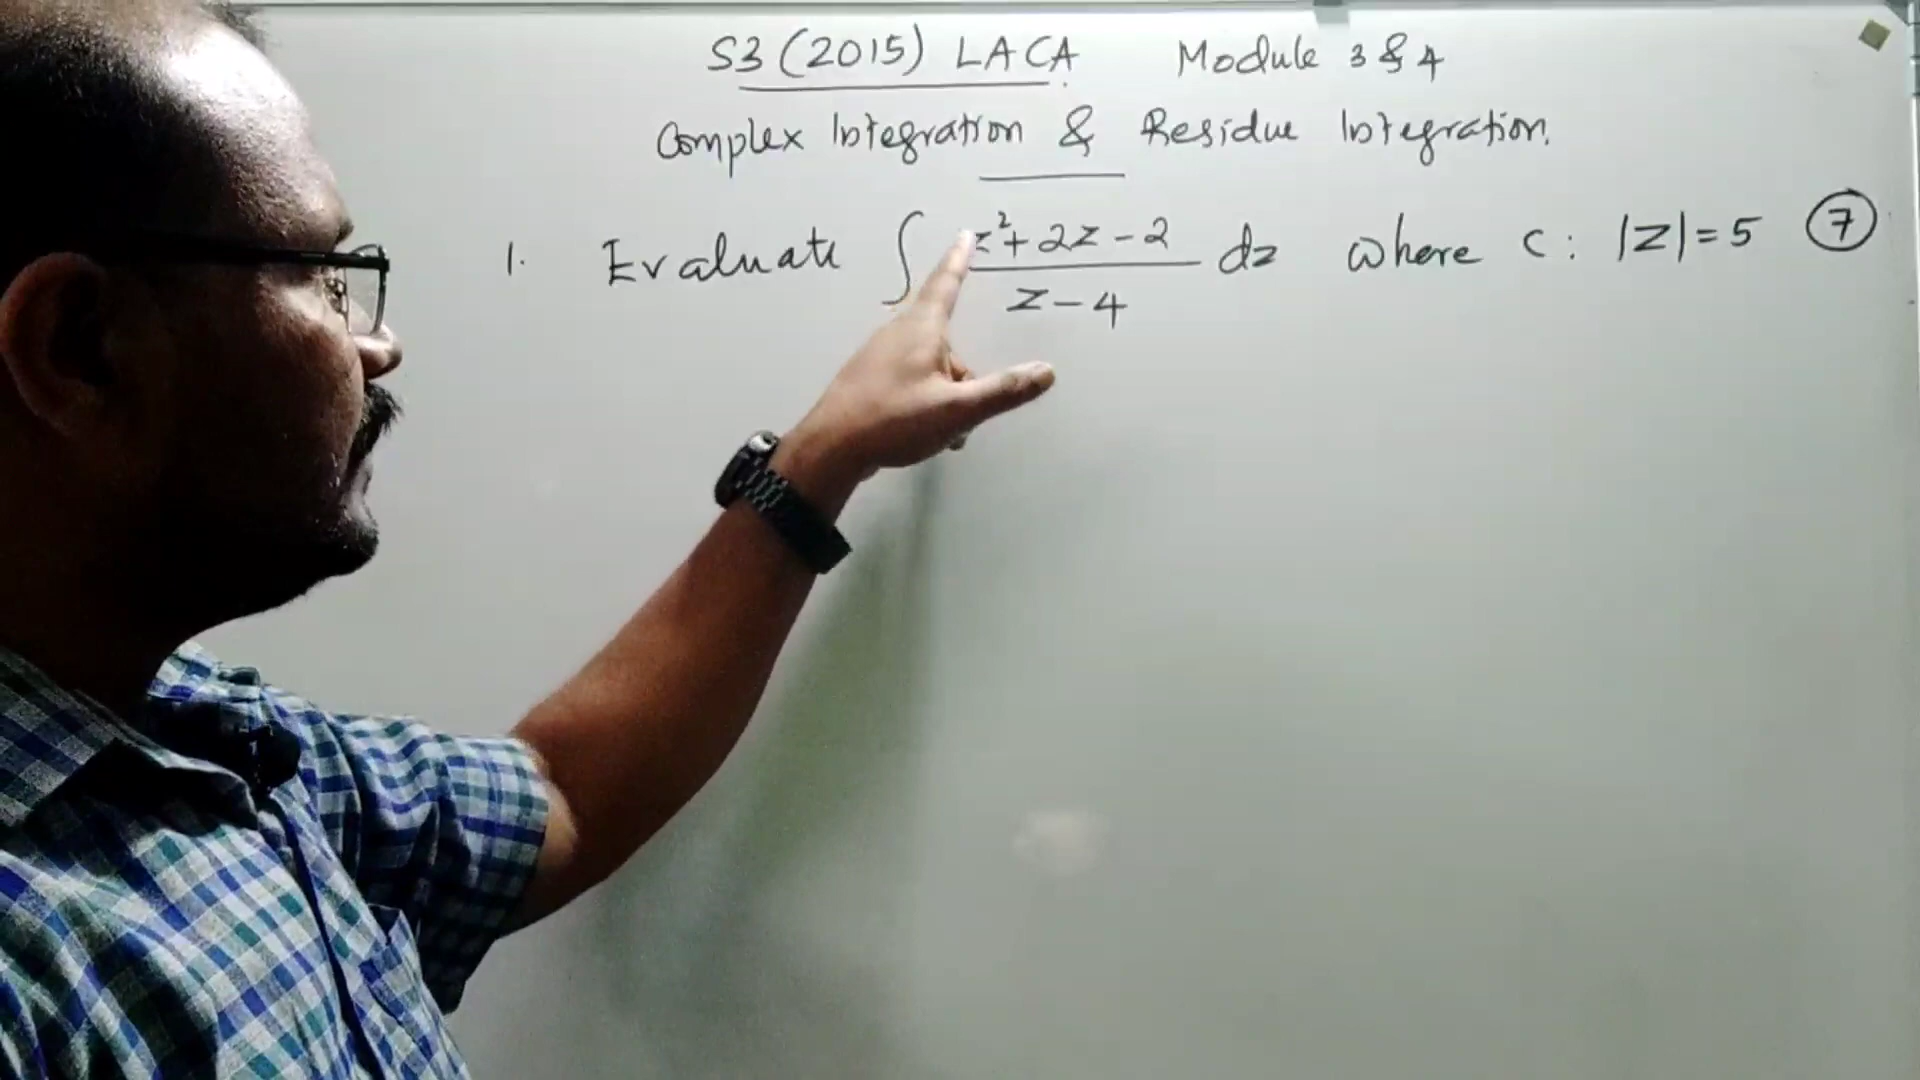 S3 (2015) LACA Module 3 & 4
Complex Integration & Residue Integration.
1. Evaluate ∫ z²+2z-2 / z-4 dz where C: |z|=5 ⑦